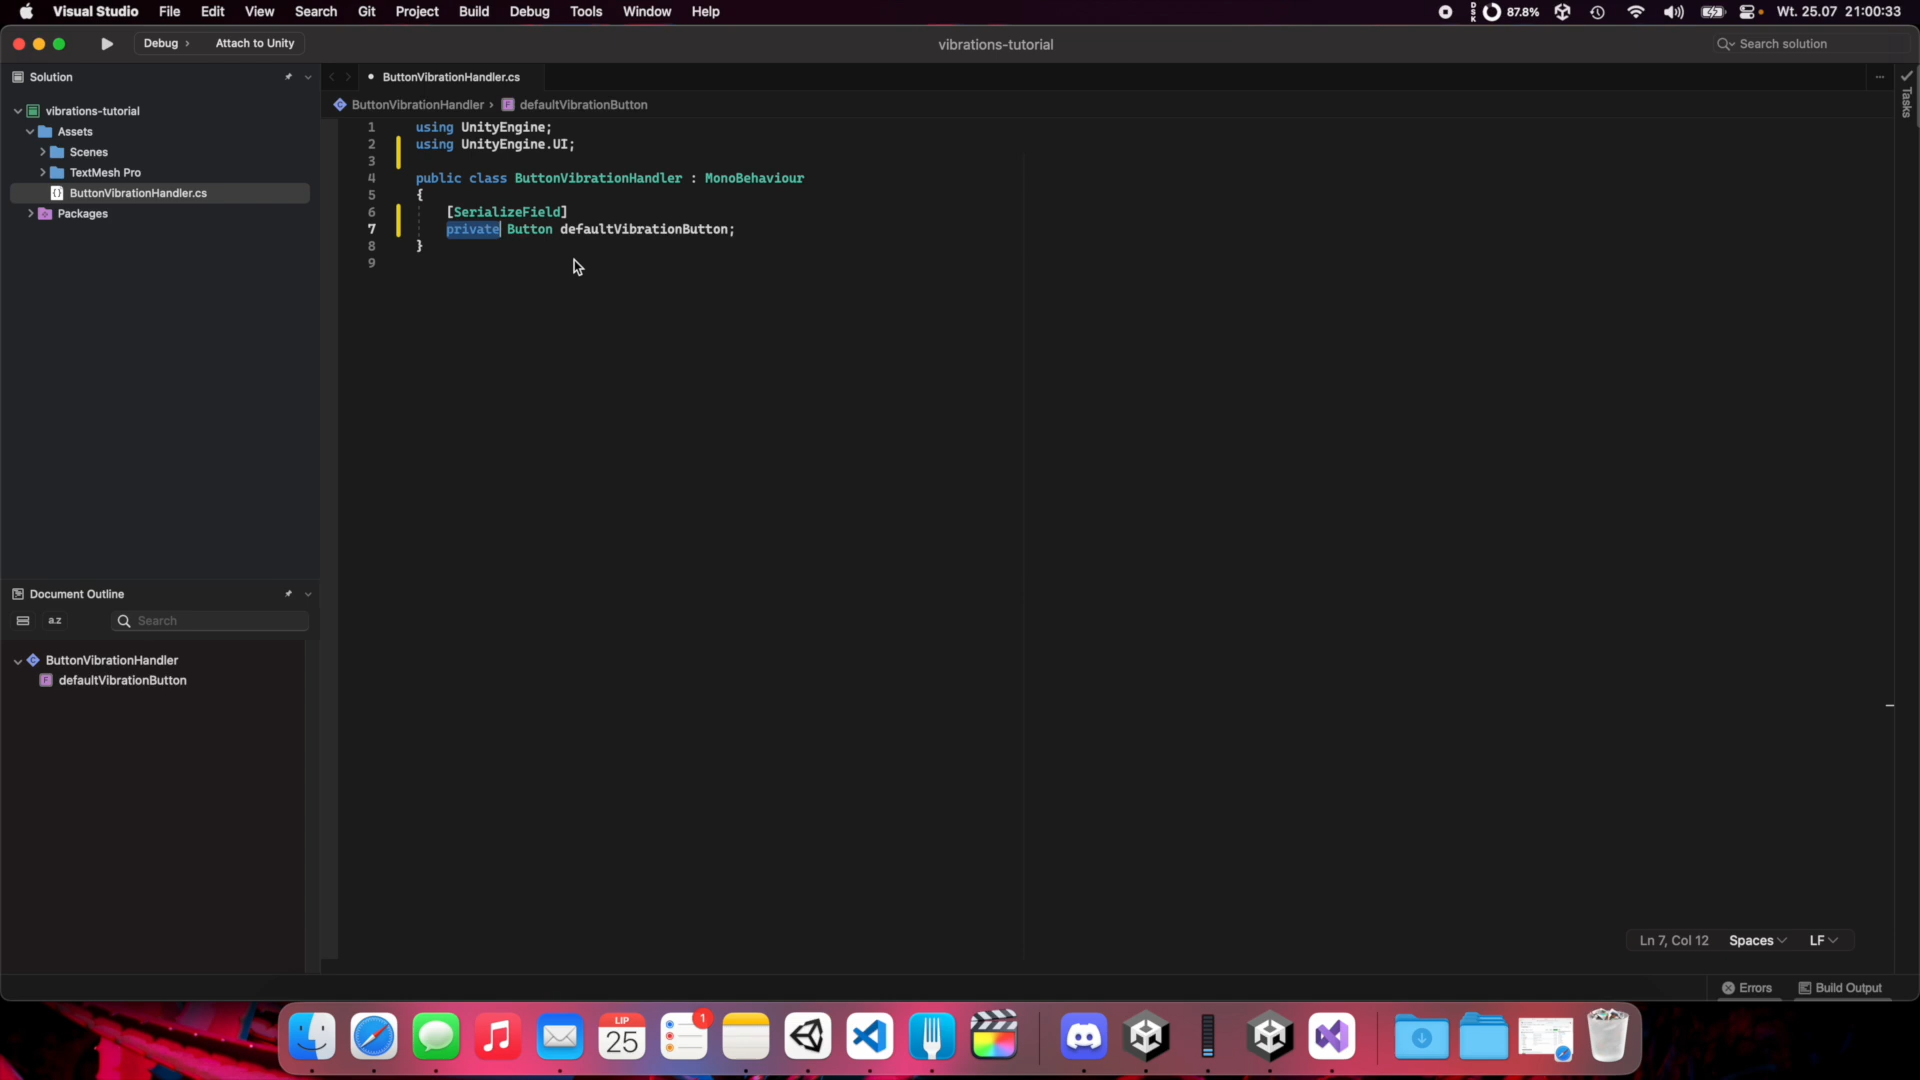 Visual Studio File Edit View Search Git Project Build Debug Tools Window Help
DSK 87.8% Wt. 25.07 21:00:33
Debug › Attach to Unity
vibrations-tutorial
Search solution
Solution
ButtonVibrationHandler.cs
Tasks
ButtonVibrationHandler › defaultVibrationButton
vibrations-tutorial
Assets
Scenes
TextMesh Pro
ButtonVibrationHandler.cs
Packages
1 using UnityEngine;
2 using UnityEngine.UI;
3
4 public class ButtonVibrationHandler : MonoBehaviour
5 {
6 [SerializeField]
7 private Button defaultVibrationButton;
8 }
9
Document Outline
a.z Search
ButtonVibrationHandler
F defaultVibrationButton
Ln 7, Col 12 Spaces LF
Errors Build Output
LIP
25
1